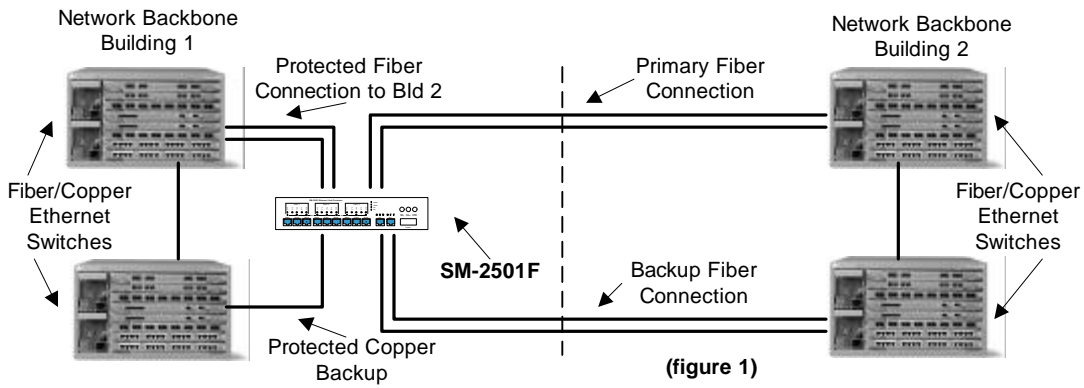 Network Backbone
Building 1
Protected Fiber
Connection to Bld 2
Primary Fiber
Connection
Network Backbone
Building 2
Fiber/Copper
Ethernet
Switches
SM-2501F
Fiber/Copper
Ethernet
Switches
Protected Copper
Backup
Backup Fiber
Connection
(figure 1)